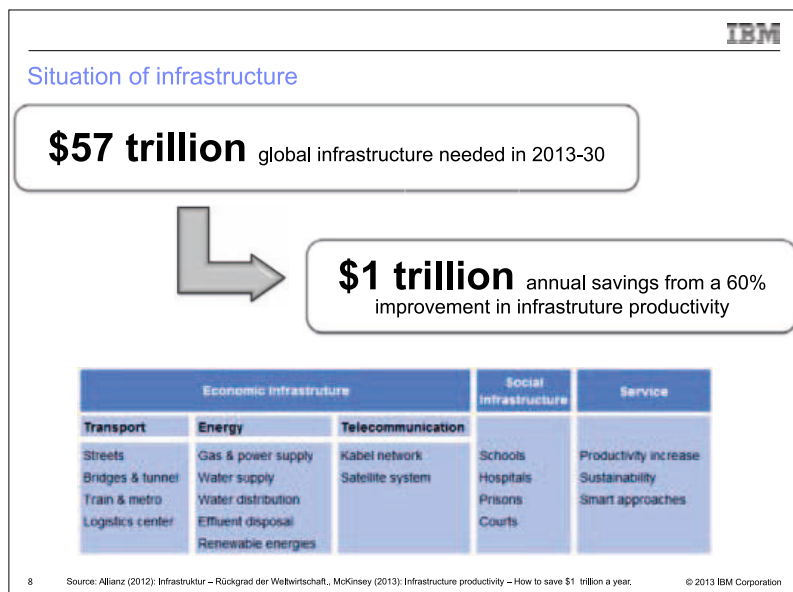 IBM
Situation of infrastructure
$57 trillion global infrastructure needed in 2013-30
$1 trillion annual savings from a 60%
improvement in infrastruture productivity
Economic Infrastruture
Social
Infrastructure
Service
Transport Energy Telecommunication
Streets Gas & power supply Kabel network Schools Productivity increase
Bridges & tunnel Water supply Satellite system Hospitals Sustainability
Train & metro Water distribution Prisons Smart approaches
Logistics center Effluent disposal Courts
Renewable energies
8 Source: Allianz (2012): Infrastruktur – Rückgrad der Weltwirtschaft., McKinsey (2013): Infrastructure productivity – How to save $1 trillion a year. © 2013 IBM Corporation